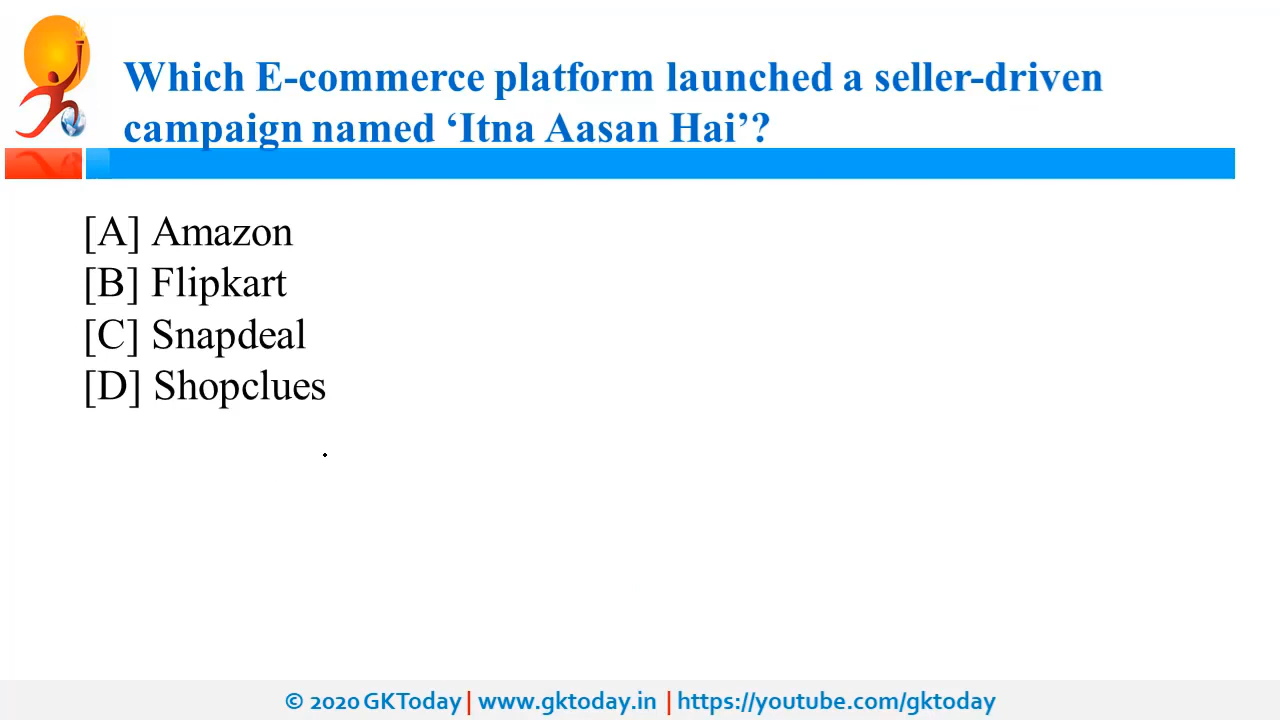 Which E-commerce platform launched a seller-driven
campaign named ‘Itna Aasan Hai’?
[A] Amazon
[B] Flipkart
[C] Snapdeal
[D] Shopclues
© 2020 GKToday | www.gktoday.in | https://youtube.com/gktoday